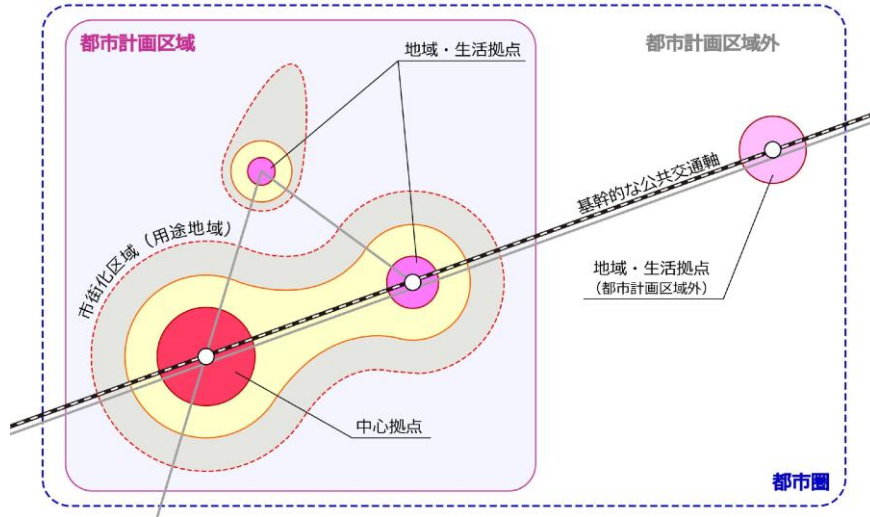 都市計画区域
地域・生活拠点
都市計画区域外
基幹的な公共交通軸
市街化区域（用途地域）
地域・生活拠点
（都市計画区域外）
中心拠点
都市圏